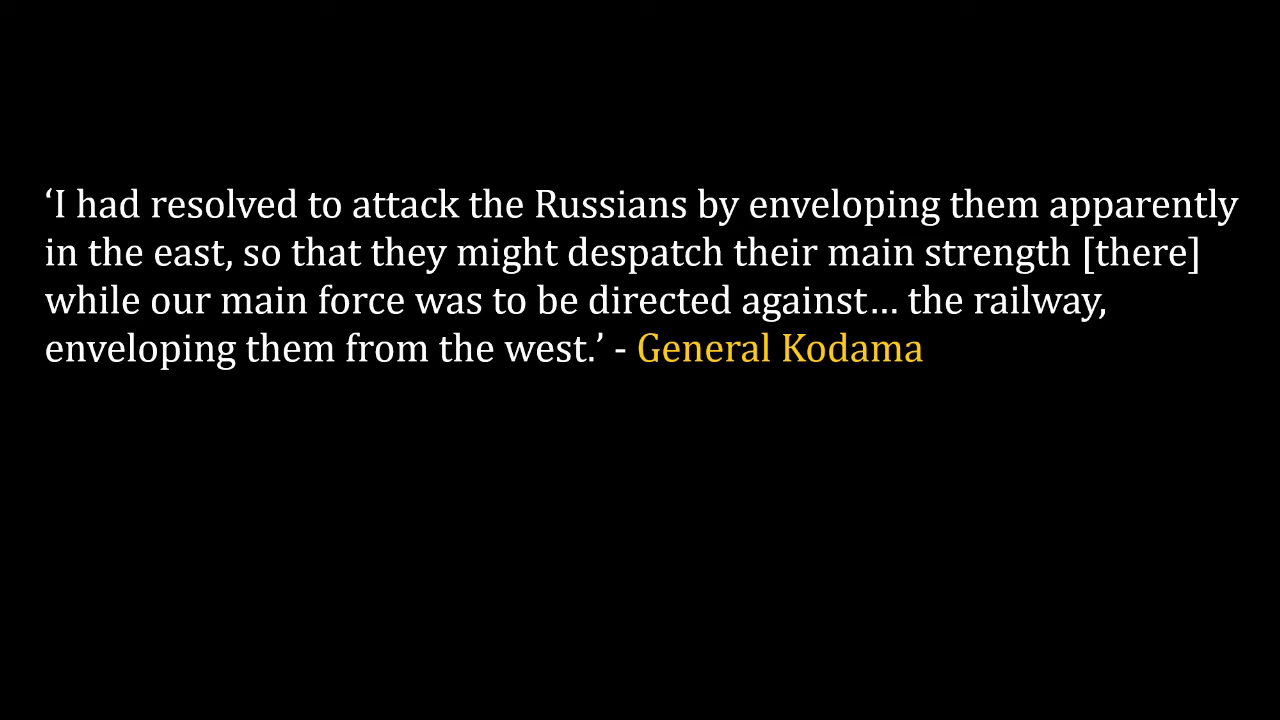 ‘I had resolved to attack the Russians by enveloping them apparently
in the east, so that they might despatch their main strength [there]
while our main force was to be directed against… the railway,
enveloping them from the west.’ - General Kodama